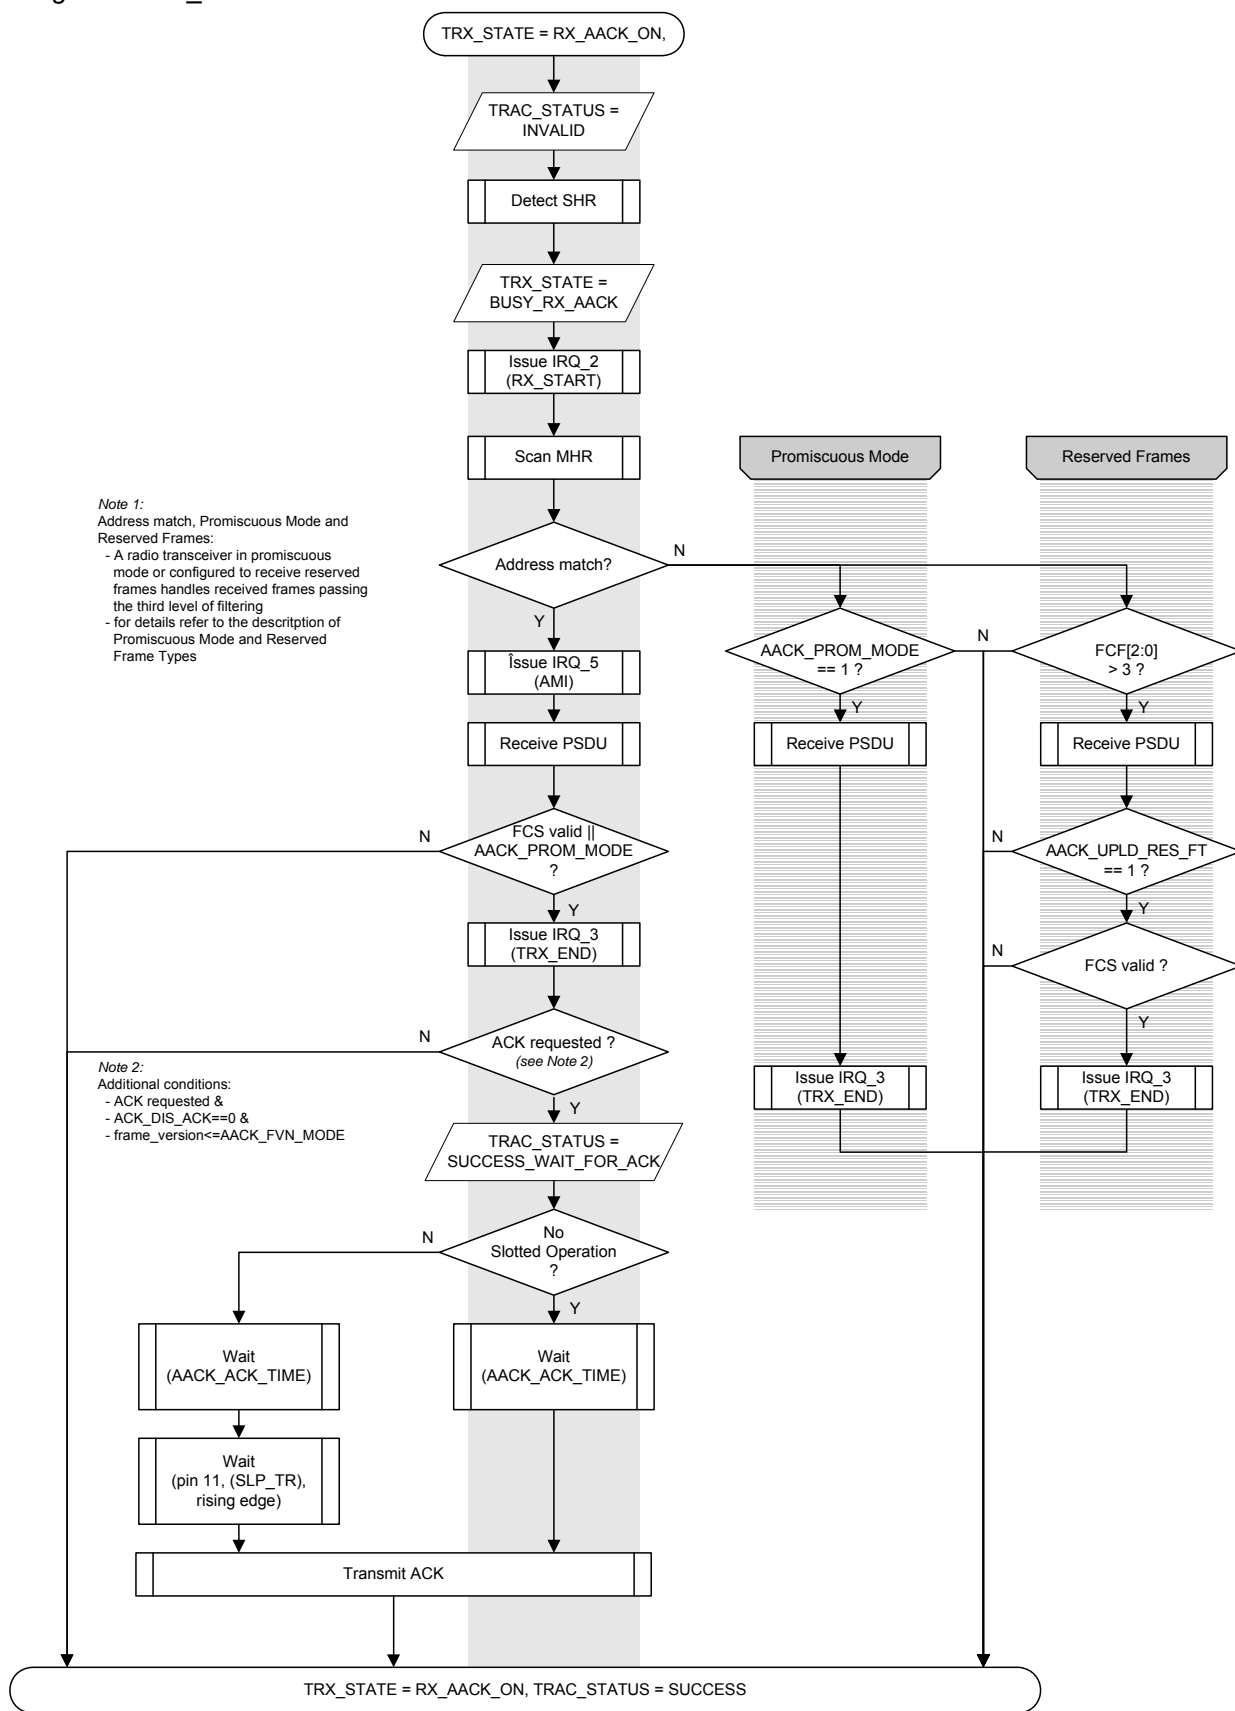 TRX_STATE = RX_AACK_ON,
TRAC_STATUS =
INVALID
Detect SHR
TRX_STATE =
BUSY_RX_AACK
Issue IRQ_2
(RX_START)
Scan MHR
Promiscuous Mode
Reserved Frames
Note 1:
Address match, Promiscuous Mode and
Reserved Frames:
- A radio transceiver in promiscuous
mode or configured to receive reserved
frames handles received frames passing
the third level of filtering
- for details refer to the descritption of
Promiscuous Mode and Reserved
Frame Types
Address match?
N
Y
AACK_PROM_MODE
== 1 ?
N
FCF[2:0]
> 3 ?
Îssue IRQ_5
(AMI)
Y
Y
Receive PSDU
Receive PSDU
Receive PSDU
N
FCS valid ||
AACK_PROM_MODE
?
N
AACK_UPLD_RES_FT
== 1 ?
Y
Y
Issue IRQ_3
(TRX_END)
N
FCS valid ?
Y
N
ACK requested ?
(see Note 2)
Note 2:
Additional conditions:
- ACK requested &
- ACK_DIS_ACK==0 &
- frame_version<=AACK_FVN_MODE
Issue IRQ_3
(TRX_END)
Issue IRQ_3
(TRX_END)
Y
TRAC_STATUS =
SUCCESS_WAIT_FOR_ACK
N
No
Slotted Operation
?
Y
Wait
(AACK_ACK_TIME)
Wait
(AACK_ACK_TIME)
Wait
(pin 11, (SLP_TR),
rising edge)
Transmit ACK
TRX_STATE = RX_AACK_ON, TRAC_STATUS = SUCCESS